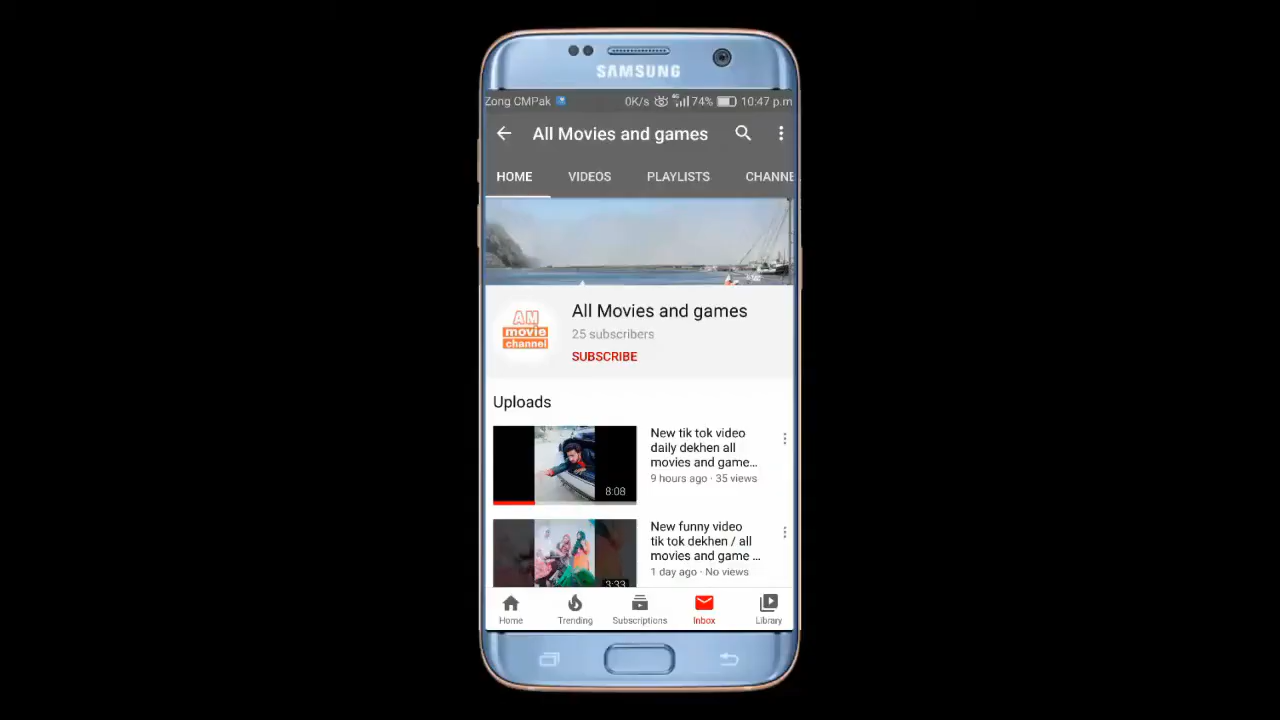 SAMSUNG
Zong CMPak 0K/s 4G 74% 10:47 p.m
All Movies and games
HOME VIDEOS PLAYLISTS CHANNE
All Movies and games
25 subscribers
SUBSCRIBE
AM
movie
channel
Uploads
New tik tok video
daily dekhen all
movies and game...
9 hours ago · 35 views
8:08
New funny video
tik tok dekhen / all
movies and game ...
1 day ago · No views
3:33
Home Trending Subscriptions Inbox Library